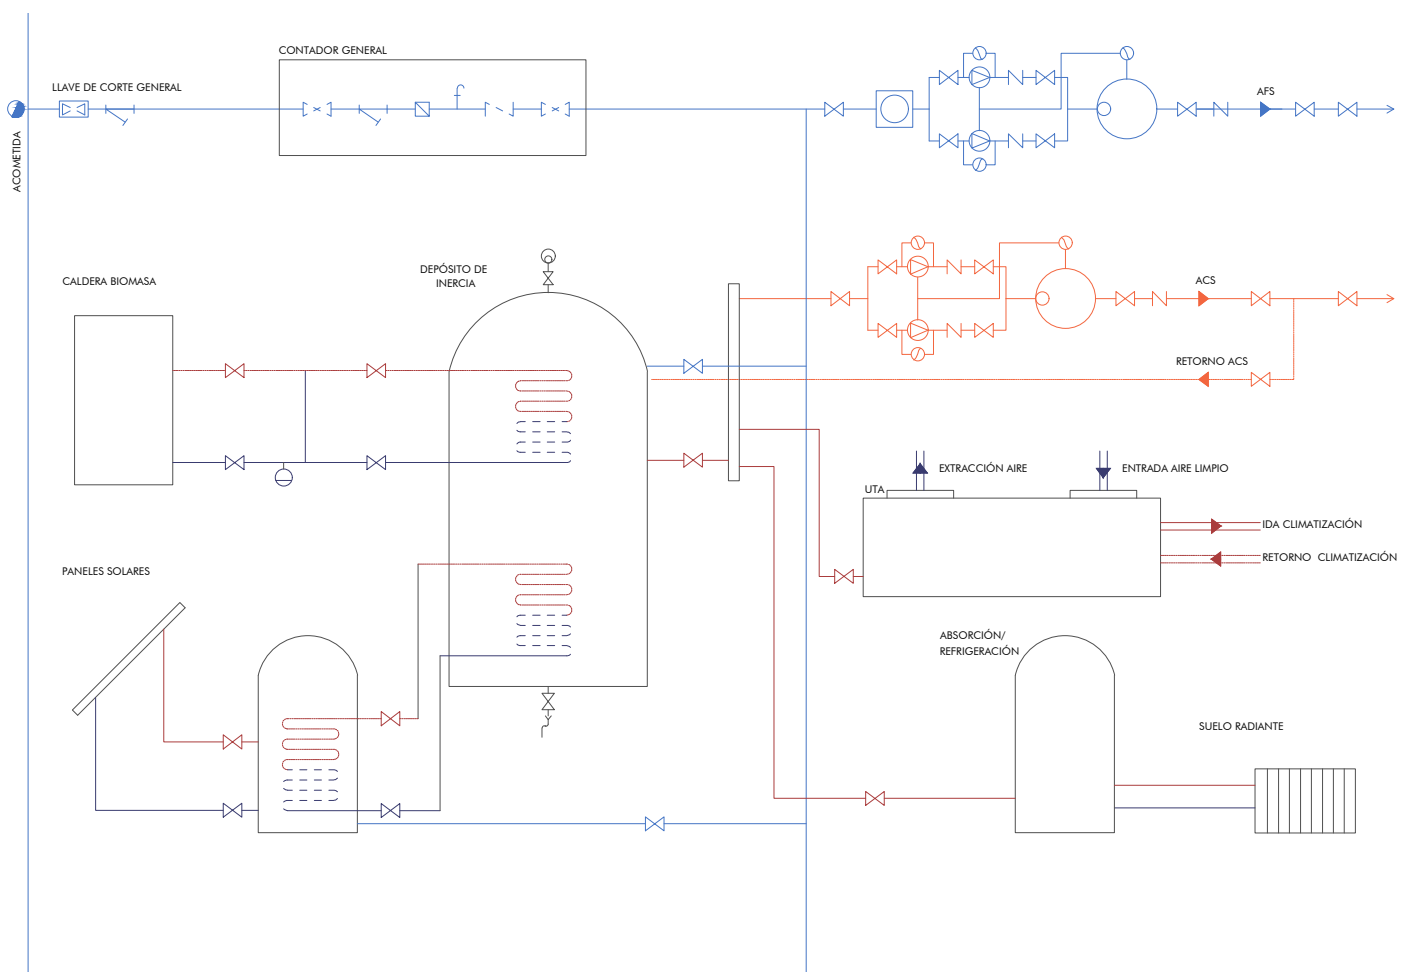 CONTADOR GENERAL
LLAVE DE CORTE GENERAL
AFS
ACOMETIDA
CALDERA BIOMASA
DEPÓSITO DE
INERCIA
ACS
RETORNO ACS
EXTRACCIÓN AIRE
ENTRADA AIRE LIMPIO
UTA
IDA CLIMATIZACIÓN
RETORNO CLIMATIZACIÓN
PANELES SOLARES
ABSORCIÓN/
REFRIGERACIÓN
SUELO RADIANTE